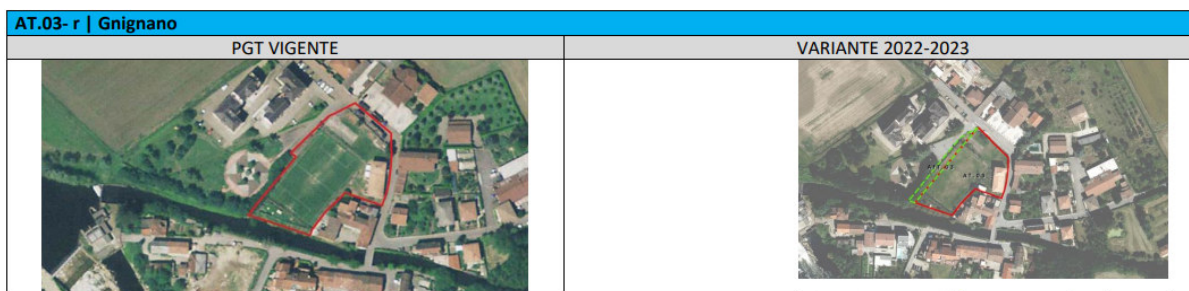 AT.03- r | Gnignano
PGT VIGENTE
VARIANTE 2022-2023
AT.03